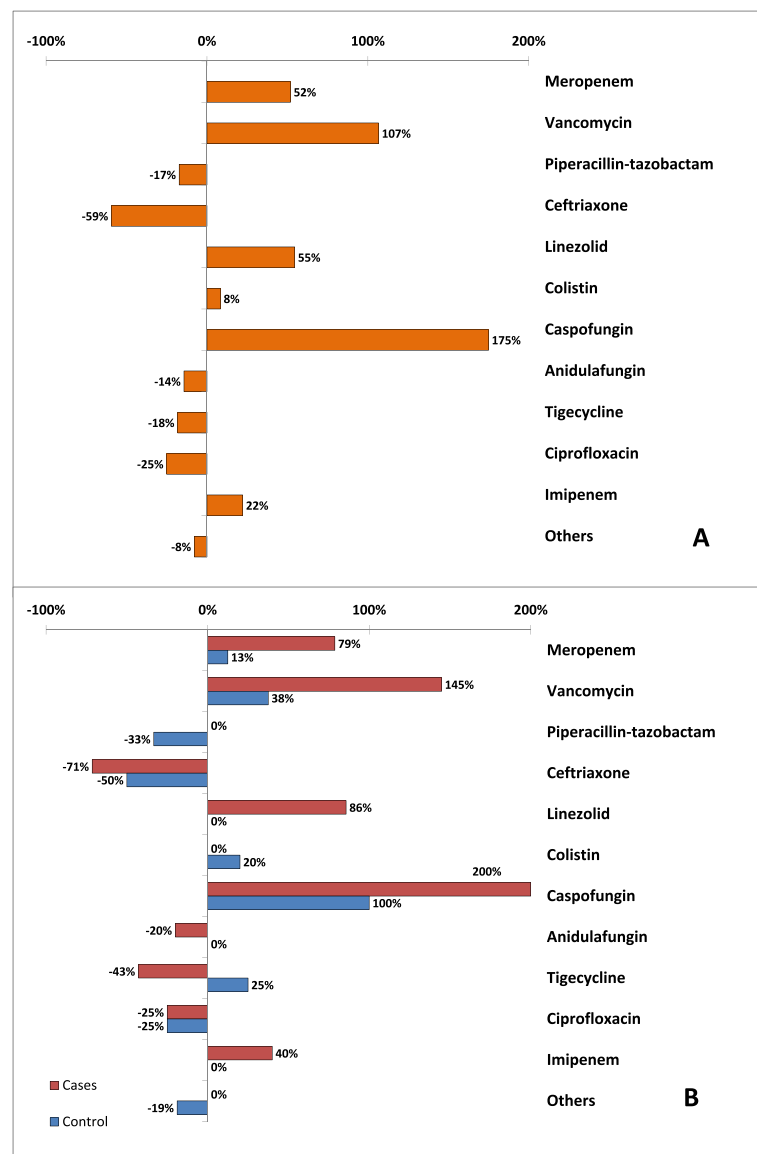 -100% 0% 100% 200%
Meropenem
52%
Vancomycin
107%
Piperacillin-tazobactam
-17%
Ceftriaxone
-59%
Linezolid
55%
Colistin
8%
Caspofungin
175%
Anidulafungin
-14%
Tigecycline
-18%
Ciprofloxacin
-25%
Imipenem
22%
Others
-8%
A
-100% 0% 100% 200%
79%
Meropenem
13%
145%
Vancomycin
38%
0%
Piperacillin-tazobactam
-33%
-71%
Ceftriaxone
-50%
86%
Linezolid
0%
0%
Colistin
20%
200%
Caspofungin
100%
-20%
Anidulafungin
0%
-43%
Tigecycline
25%
-25%
Ciprofloxacin
-25%
40%
Imipenem
0%
Cases
0%
Others
-19%
B
Control